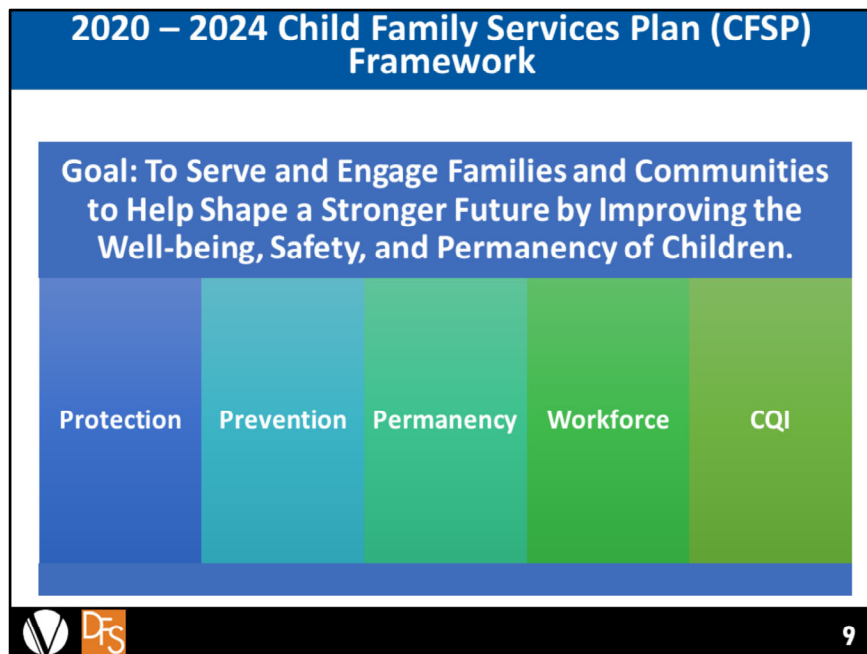 2020 – 2024 Child Family Services Plan (CFSP)
Framework
Goal: To Serve and Engage Families and Communities
to Help Shape a Stronger Future by Improving the
Well-being, Safety, and Permanency of Children.
Protection
Prevention
Permanency
Workforce
CQI
V
DFS
9